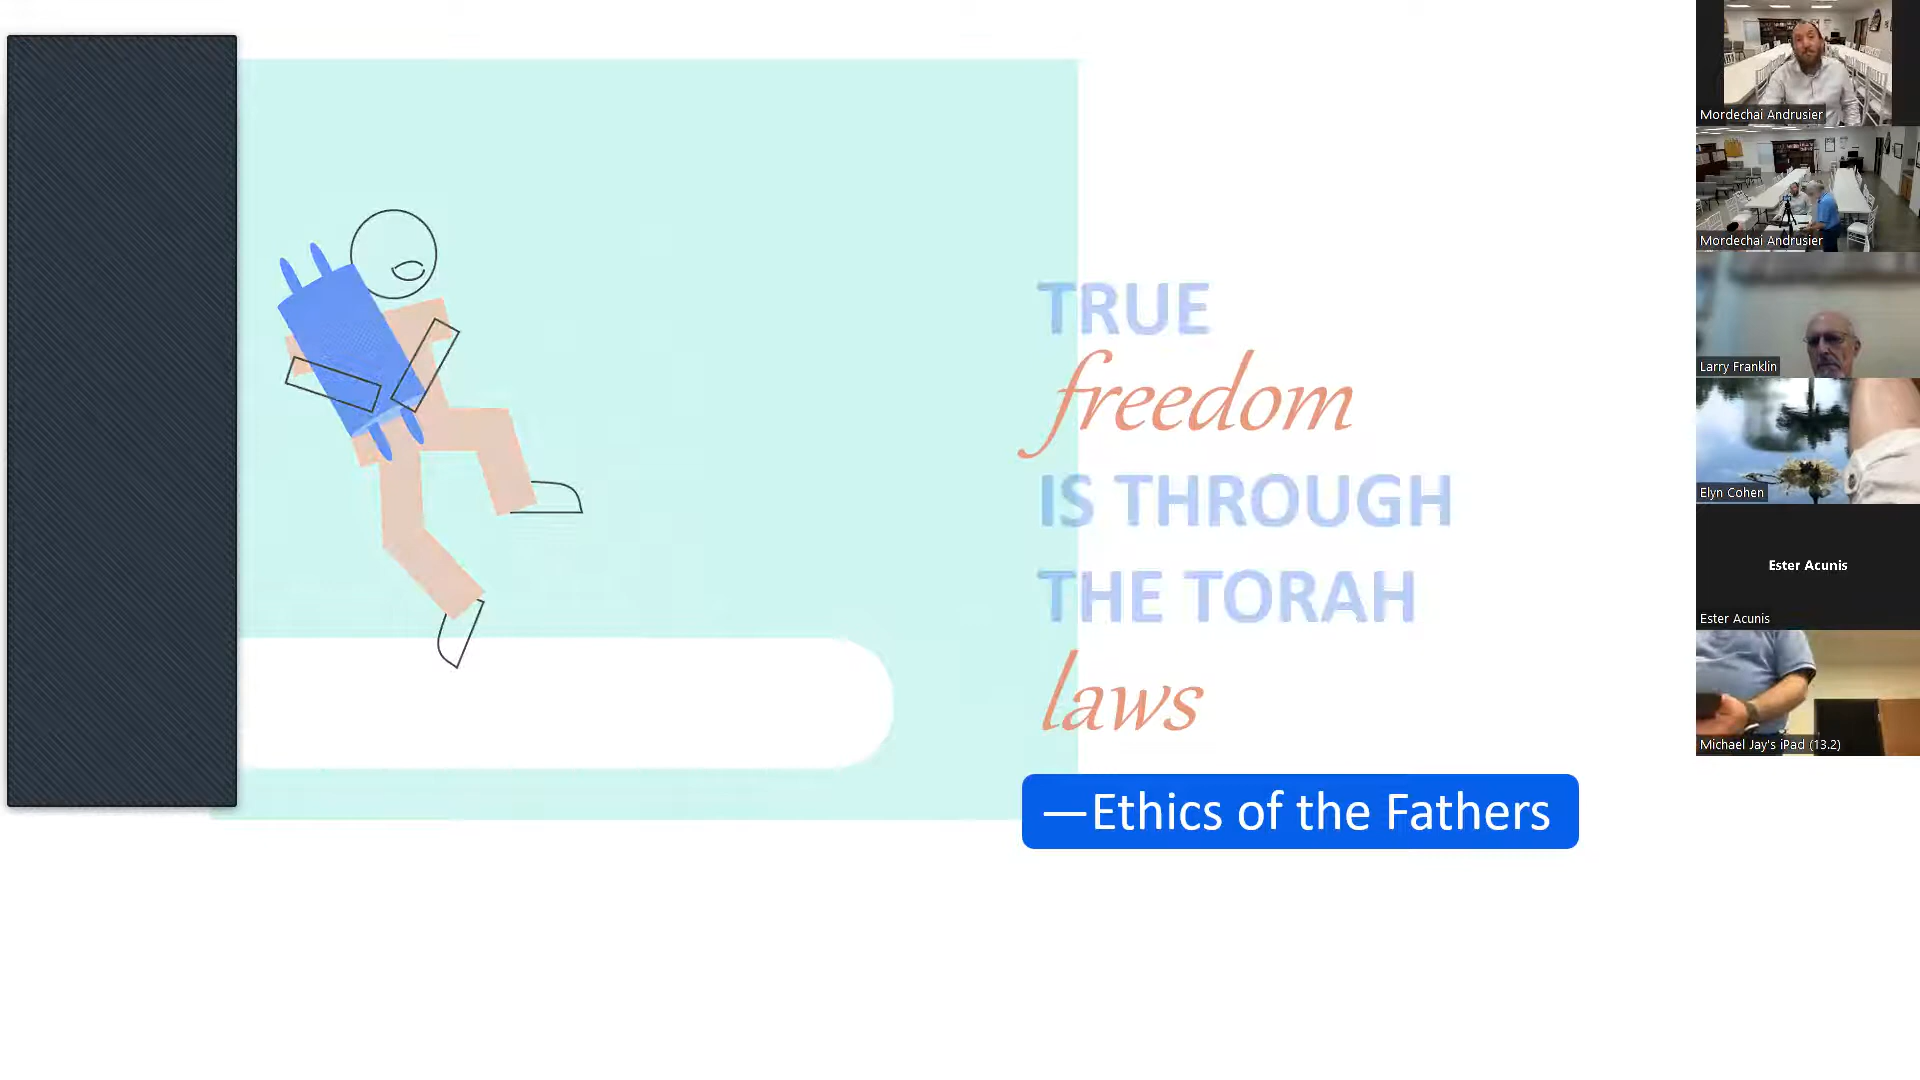 TRUE
freedom
IS THROUGH
THE TORAH
laws
—Ethics of the Fathers
Mordechai Andrusier
Mordechai Andrusier
Larry Franklin
Elyn Cohen
Ester Acunis
Ester Acunis
Michael Jay's iPad (13.2)